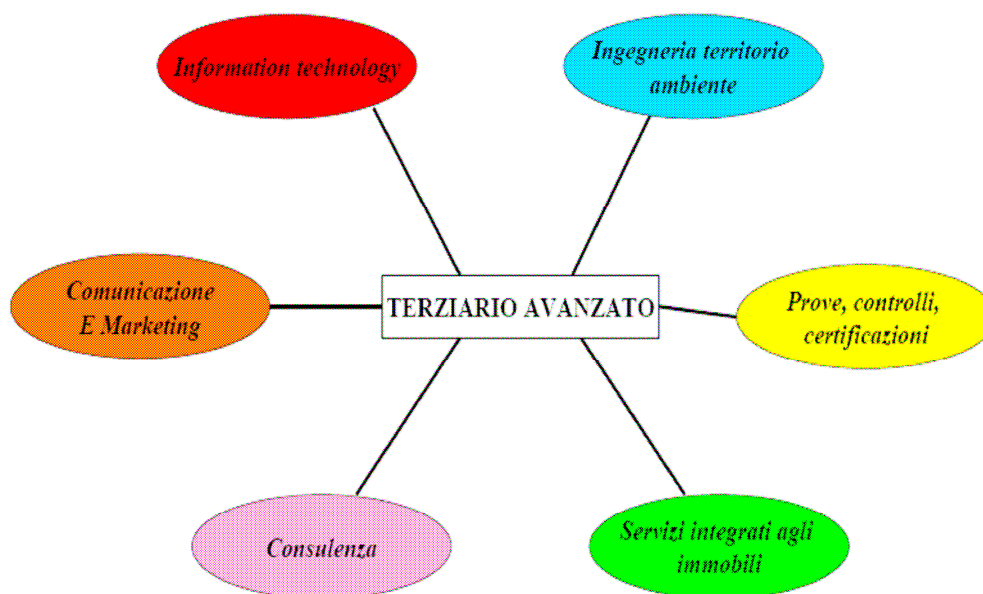 Information technology
Ingegneria territorio
ambiente
Comunicazione
E Marketing
TERZIARIO AVANZATO
Prove, controlli,
certificazioni
Consulenza
Servizi integrati agli
immobili